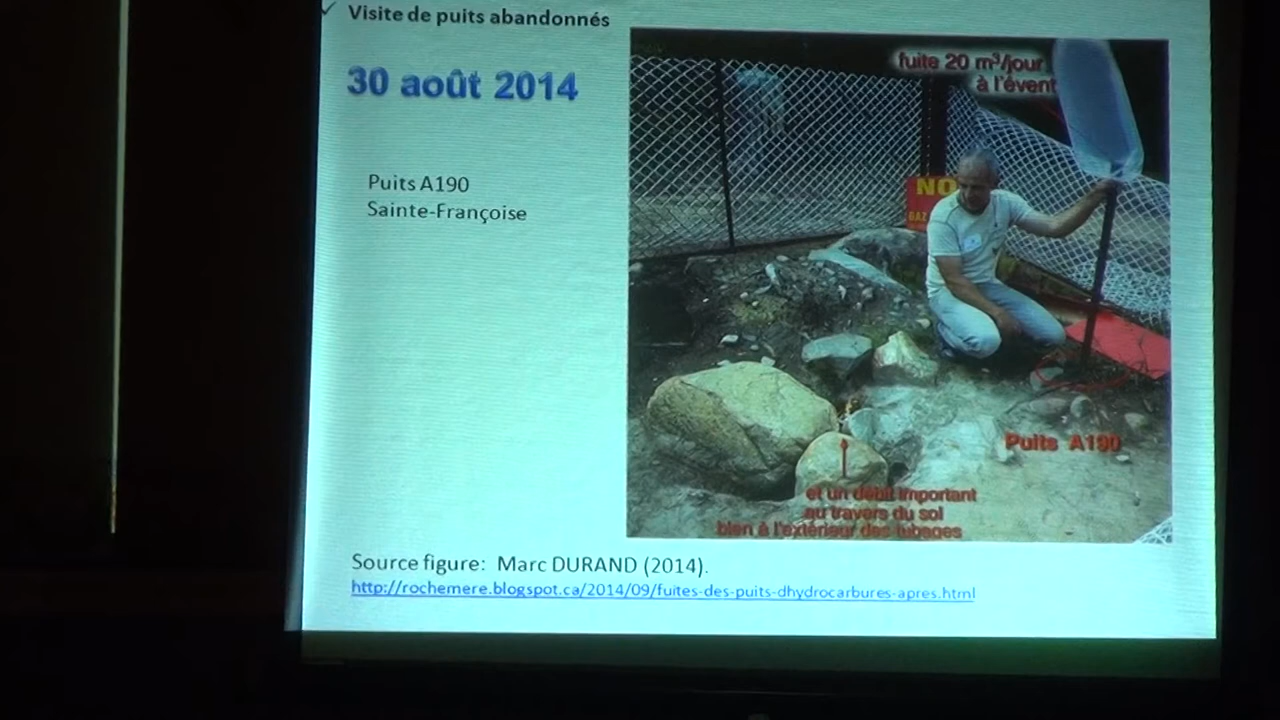 ✓ Visite de puits abandonnés
30 août 2014
Puits A190
Sainte-Françoise
fuite 20 m³/jour
à l'évent
NO
GAZ
Puits A190
et un débit important
au travers du sol
bien à l'extérieur des tubages
Source figure: Marc DURAND (2014).
http://rochemere.blogspot.ca/2014/09/fuites-des-puits-dhydrocarbures-apres.html